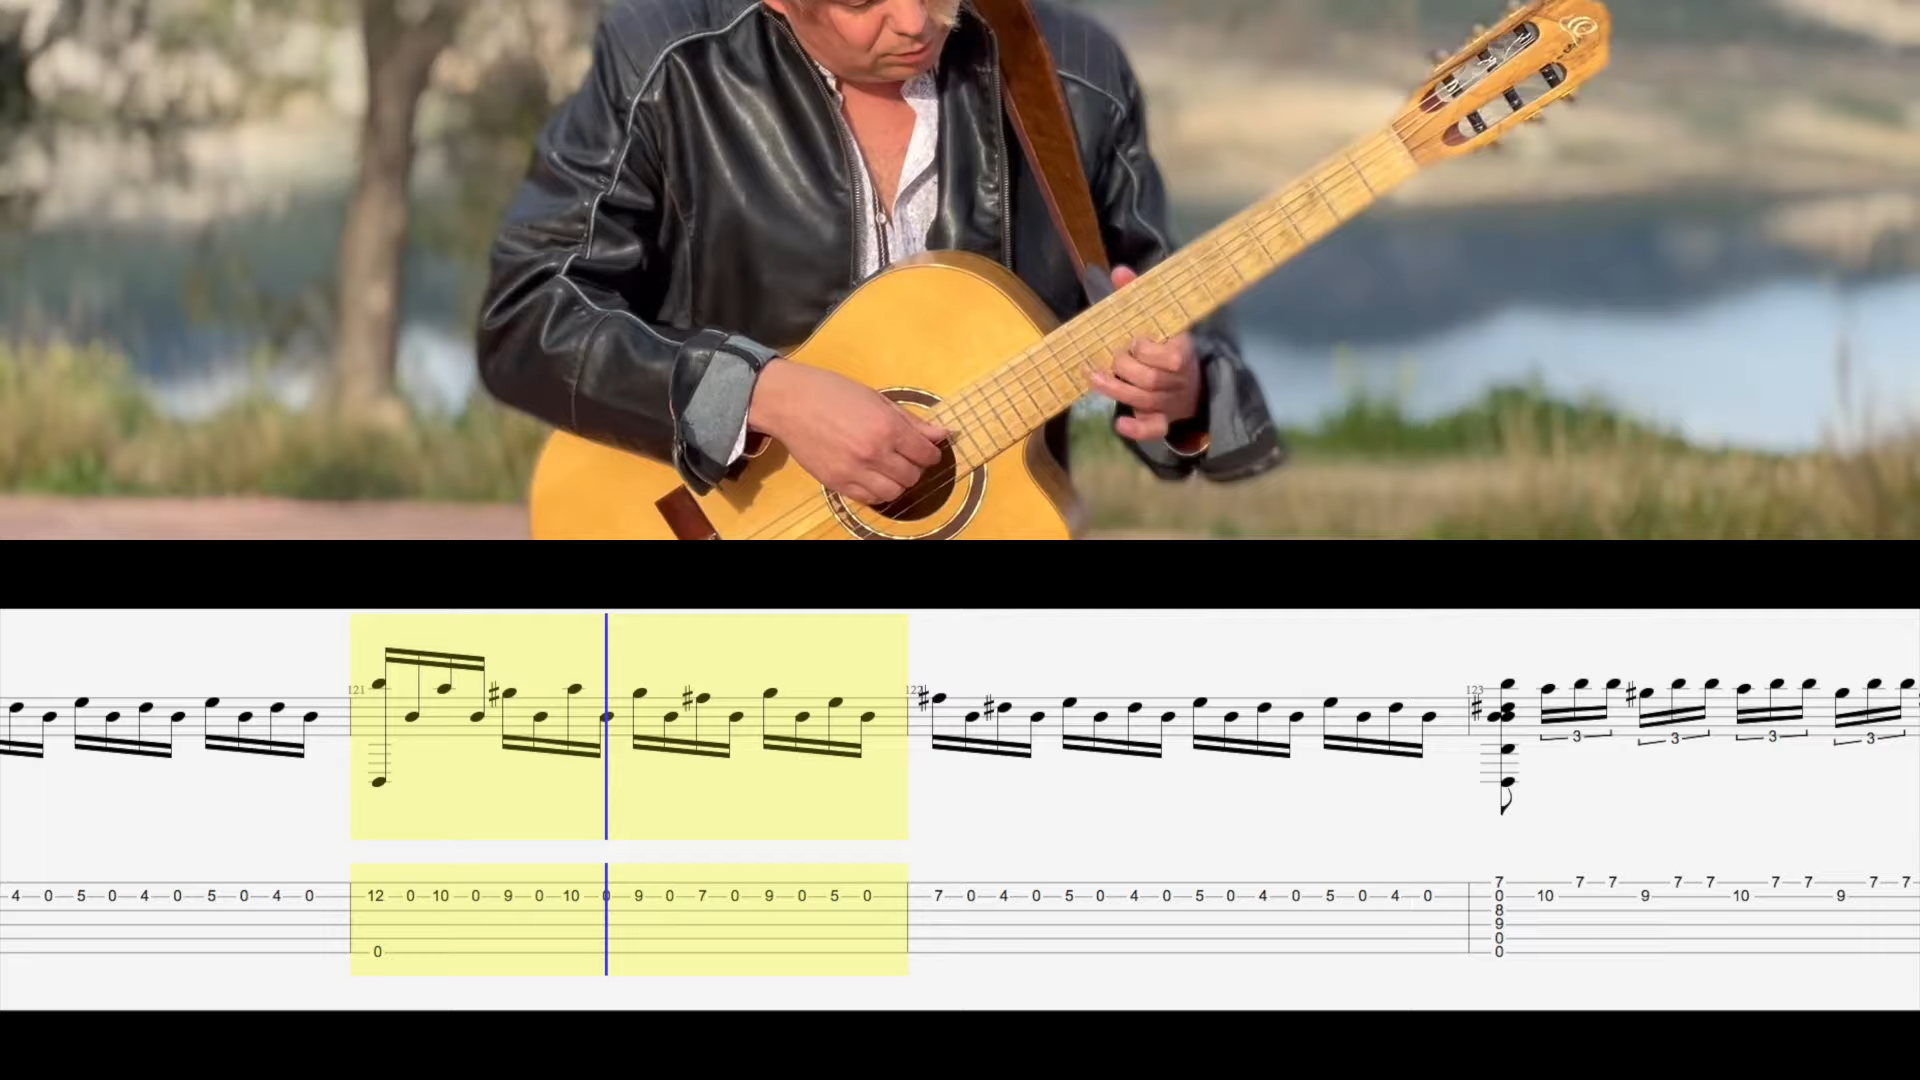 121 122 123
3 3 3 3
7 7 7 7 7 7 7 7 7
4 0 5 0 4 0 5 0 4 0 12 0 10 0 9 0 10 0 9 0 7 0 9 0 5 0 7 0 4 0 5 0 4 0 5 0 4 0 5 0 4 0 0 10 9 10 9
8
9
0
0 0